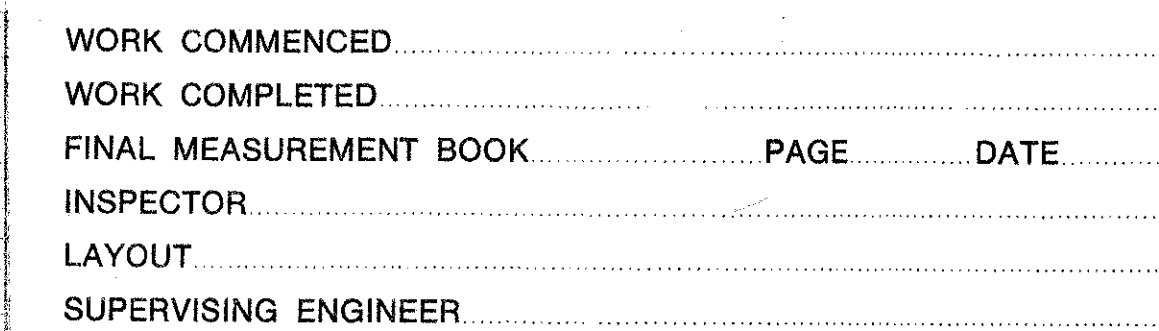 WORK COMMENCED
WORK COMPLETED
FINAL MEASUREMENT BOOK PAGE DATE
INSPECTOR
LAYOUT
SUPERVISING ENGINEER